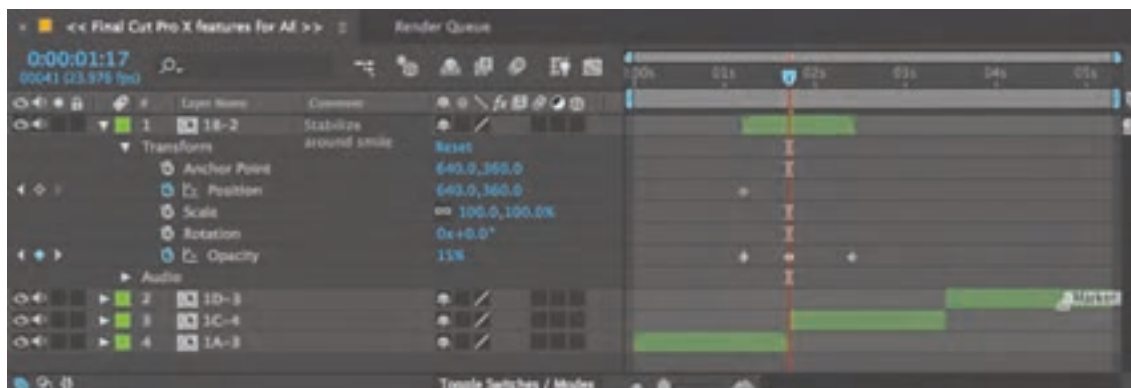 << Final Cut Pro X features for AE >> Render Queue
0:00:01:17
00041 (23.976 fps)
:00s 01s 02s 03s 04s 05s
# Layer Name Comment
1 1B-2 Stabilize around smile
Transform Reset
Anchor Point 640.0,360.0
Position 640.0,360.0
Scale 100.0,100.0%
Rotation 0x+0.0°
Opacity 15%
Audio
2 1D-3 Marker
3 1C-4
4 1A-3
Toggle Switches / Modes